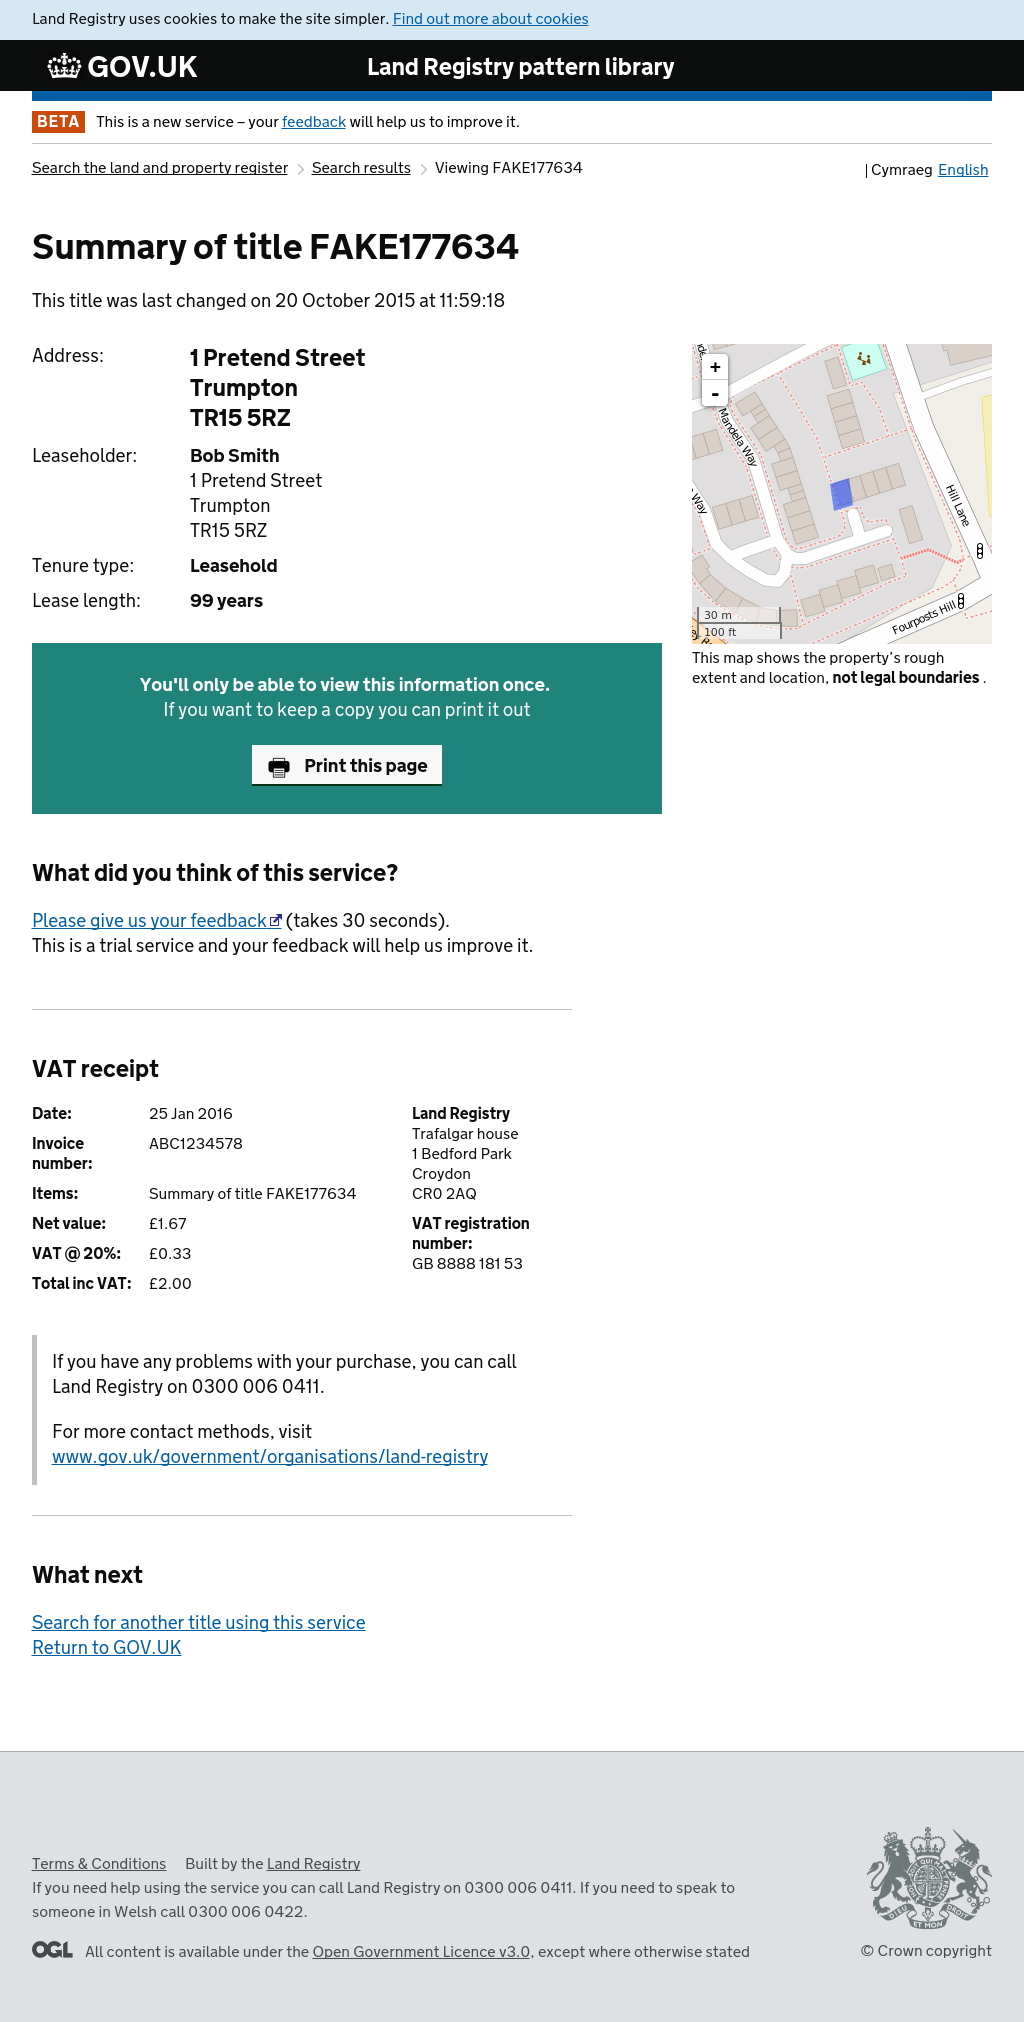 Land Registry uses cookies to make the site simpler. Find out more about cookies
GOV.UK
Land Registry pattern library
BETA This is a new service – your feedback will help us to improve it.
Search the land and property register Search results Viewing FAKE177634
| Cymraeg English
Summary of title FAKE177634
This title was last changed on 20 October 2015 at 11:59:18
Address: 1 Pretend Street
Trumpton
TR15 5RZ
Leaseholder: Bob Smith
1 Pretend Street
Trumpton
TR15 5RZ
Tenure type: Leasehold
Lease length: 99 years
+
-
Mandela Way
Way
Hill Lane
Fourposts Hill
30 m
100 ft
This map shows the property's rough
extent and location, not legal boundaries .
You'll only be able to view this information once.
If you want to keep a copy you can print it out
Print this page
What did you think of this service?
Please give us your feedback (takes 30 seconds).
This is a trial service and your feedback will help us improve it.
VAT receipt
Date: 25 Jan 2016
Invoice number: ABC1234578
Items: Summary of title FAKE177634
Net value: £1.67
VAT @ 20%: £0.33
Total inc VAT: £2.00
Land Registry
Trafalgar house
1 Bedford Park
Croydon
CR0 2AQ
VAT registration
number:
GB 8888 181 53
If you have any problems with your purchase, you can call
Land Registry on 0300 006 0411.
For more contact methods, visit
www.gov.uk/government/organisations/land-registry
What next
Search for another title using this service
Return to GOV.UK
Terms & Conditions Built by the Land Registry
If you need help using the service you can call Land Registry on 0300 006 0411. If you need to speak to
someone in Welsh call 0300 006 0422.
OGL All content is available under the Open Government Licence v3.0, except where otherwise stated
DIEU ET MON DROIT
© Crown copyright